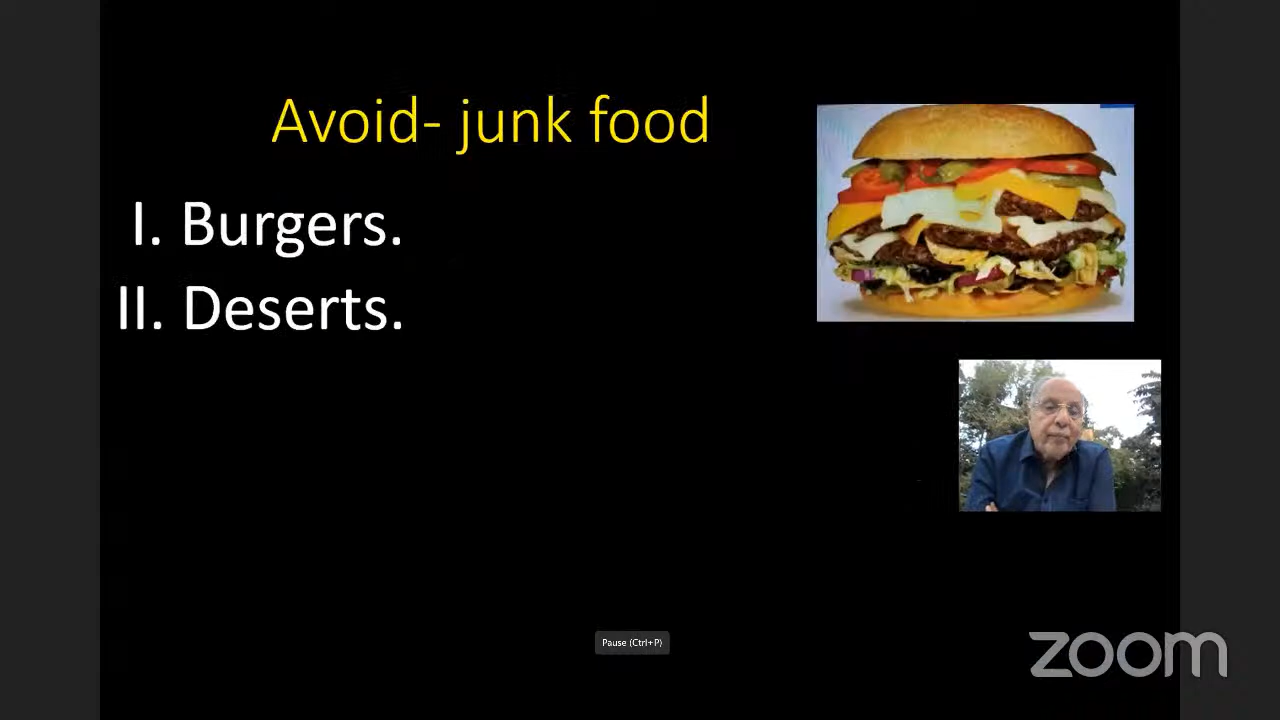 Avoid- junk food
I. Burgers.
II. Deserts.
Pause (Ctrl+P)
zoom